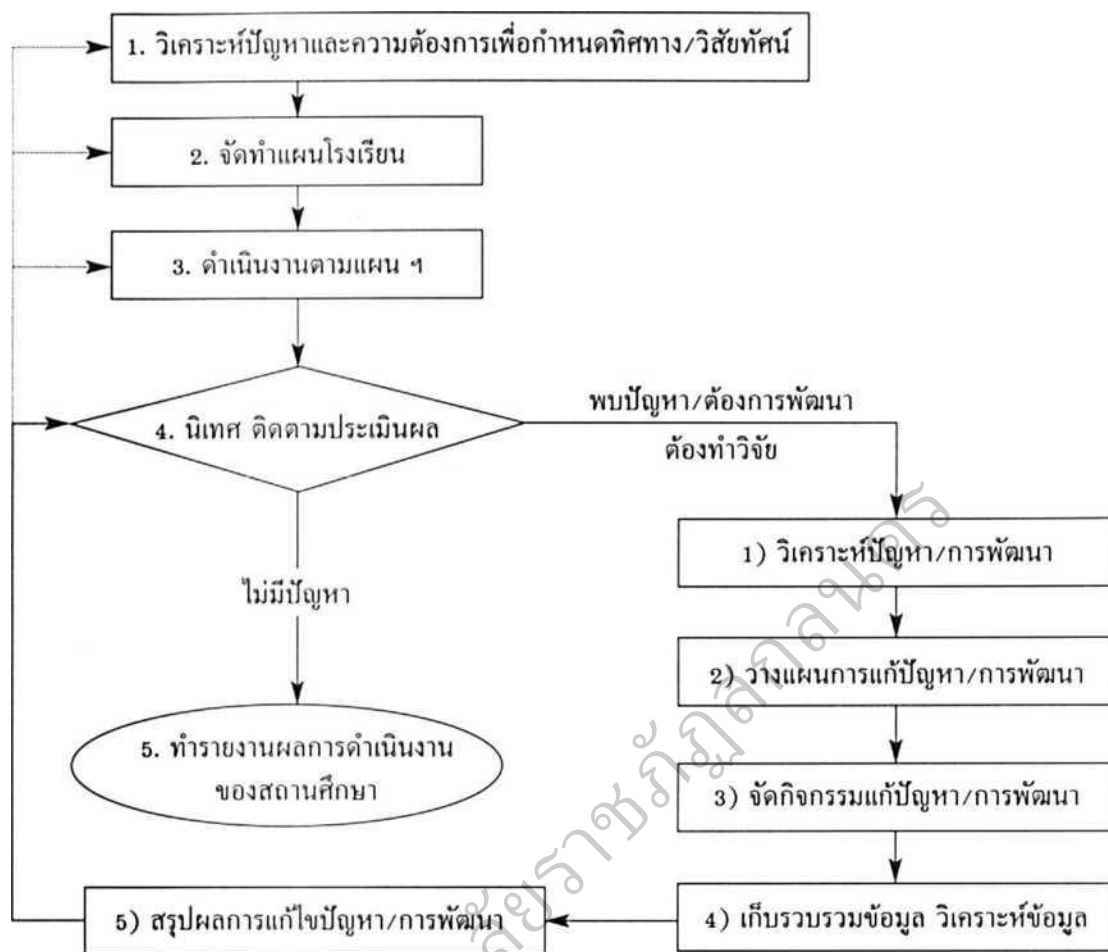 1. วิเคราะห์ปัญหาและความต้องการเพื่อกำหนดทิศทาง/วิสัยทัศน์
2. จัดทำแผนโรงเรียน
3. ดำเนินงานตามแผน ฯ
4. นิเทศ ติดตามประเมินผล
พบปัญหา/ต้องการพัฒนา
ต้องทำวิจัย
ไม่มีปัญหา
5. ทำรายงานผลการดำเนินงาน
ของสถานศึกษา
1) วิเคราะห์ปัญหา/การพัฒนา
2) วางแผนการแก้ปัญหา/การพัฒนา
3) จัดกิจกรรมแก้ปัญหา/การพัฒนา
4) เก็บรวบรวมข้อมูล วิเคราะห์ข้อมูล
5) สรุปผลการแก้ไขปัญหา/การพัฒนา
ลัยราชภัฏสกลนคร